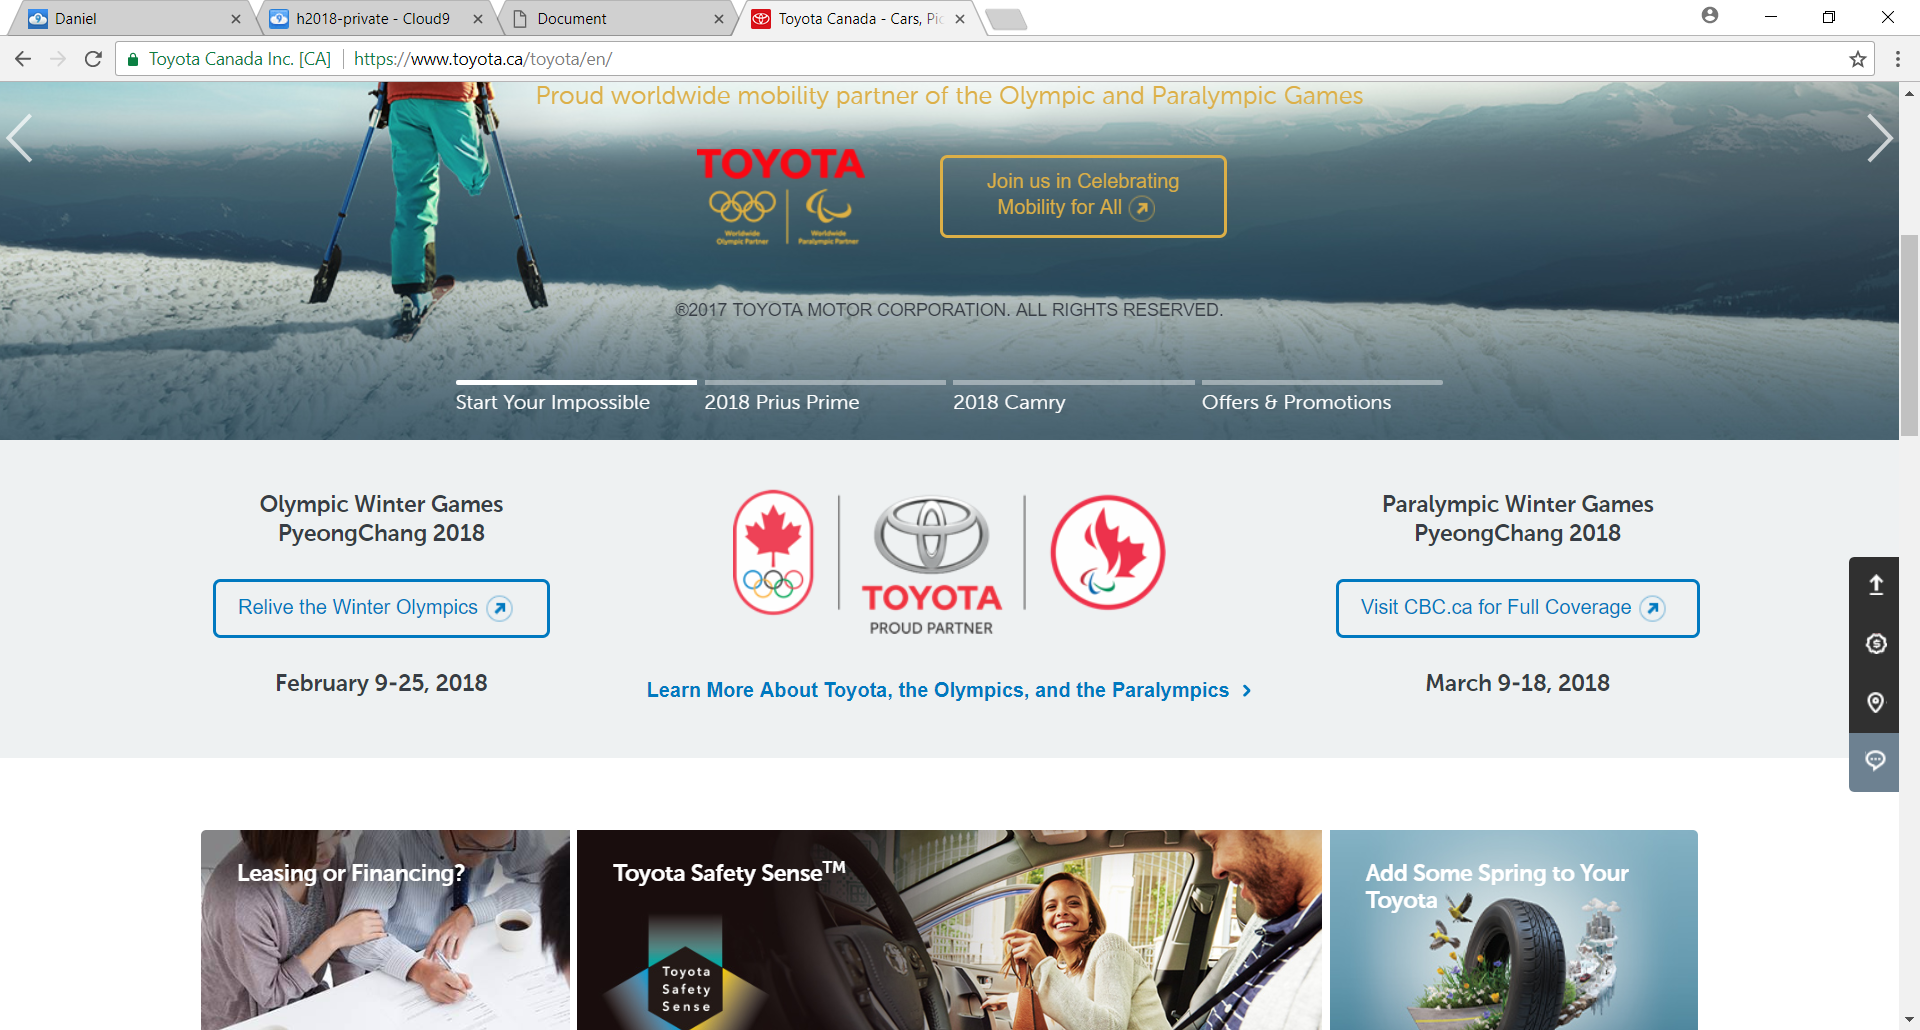 Daniel
h2018-private - Cloud9
Document
Toyota Canada - Cars, Pic
Toyota Canada Inc. [CA]
https://www.toyota.ca/toyota/en/
Proud worldwide mobility partner of the Olympic and Paralympic Games
TOYOTA
Worldwide
Olympic Partner
Worldwide
Paralympic Partner
Join us in Celebrating
Mobility for All
©2017 TOYOTA MOTOR CORPORATION. ALL RIGHTS RESERVED.
Start Your Impossible
2018 Prius Prime
2018 Camry
Offers & Promotions
Olympic Winter Games
PyeongChang 2018
Relive the Winter Olympics
February 9-25, 2018
TOYOTA
PROUD PARTNER
Learn More About Toyota, the Olympics, and the Paralympics
Paralympic Winter Games
PyeongChang 2018
Visit CBC.ca for Full Coverage
March 9-18, 2018
Leasing or Financing?
Toyota Safety Sense™
Toyota
Safety
Sense
Add Some Spring to Your
Toyota